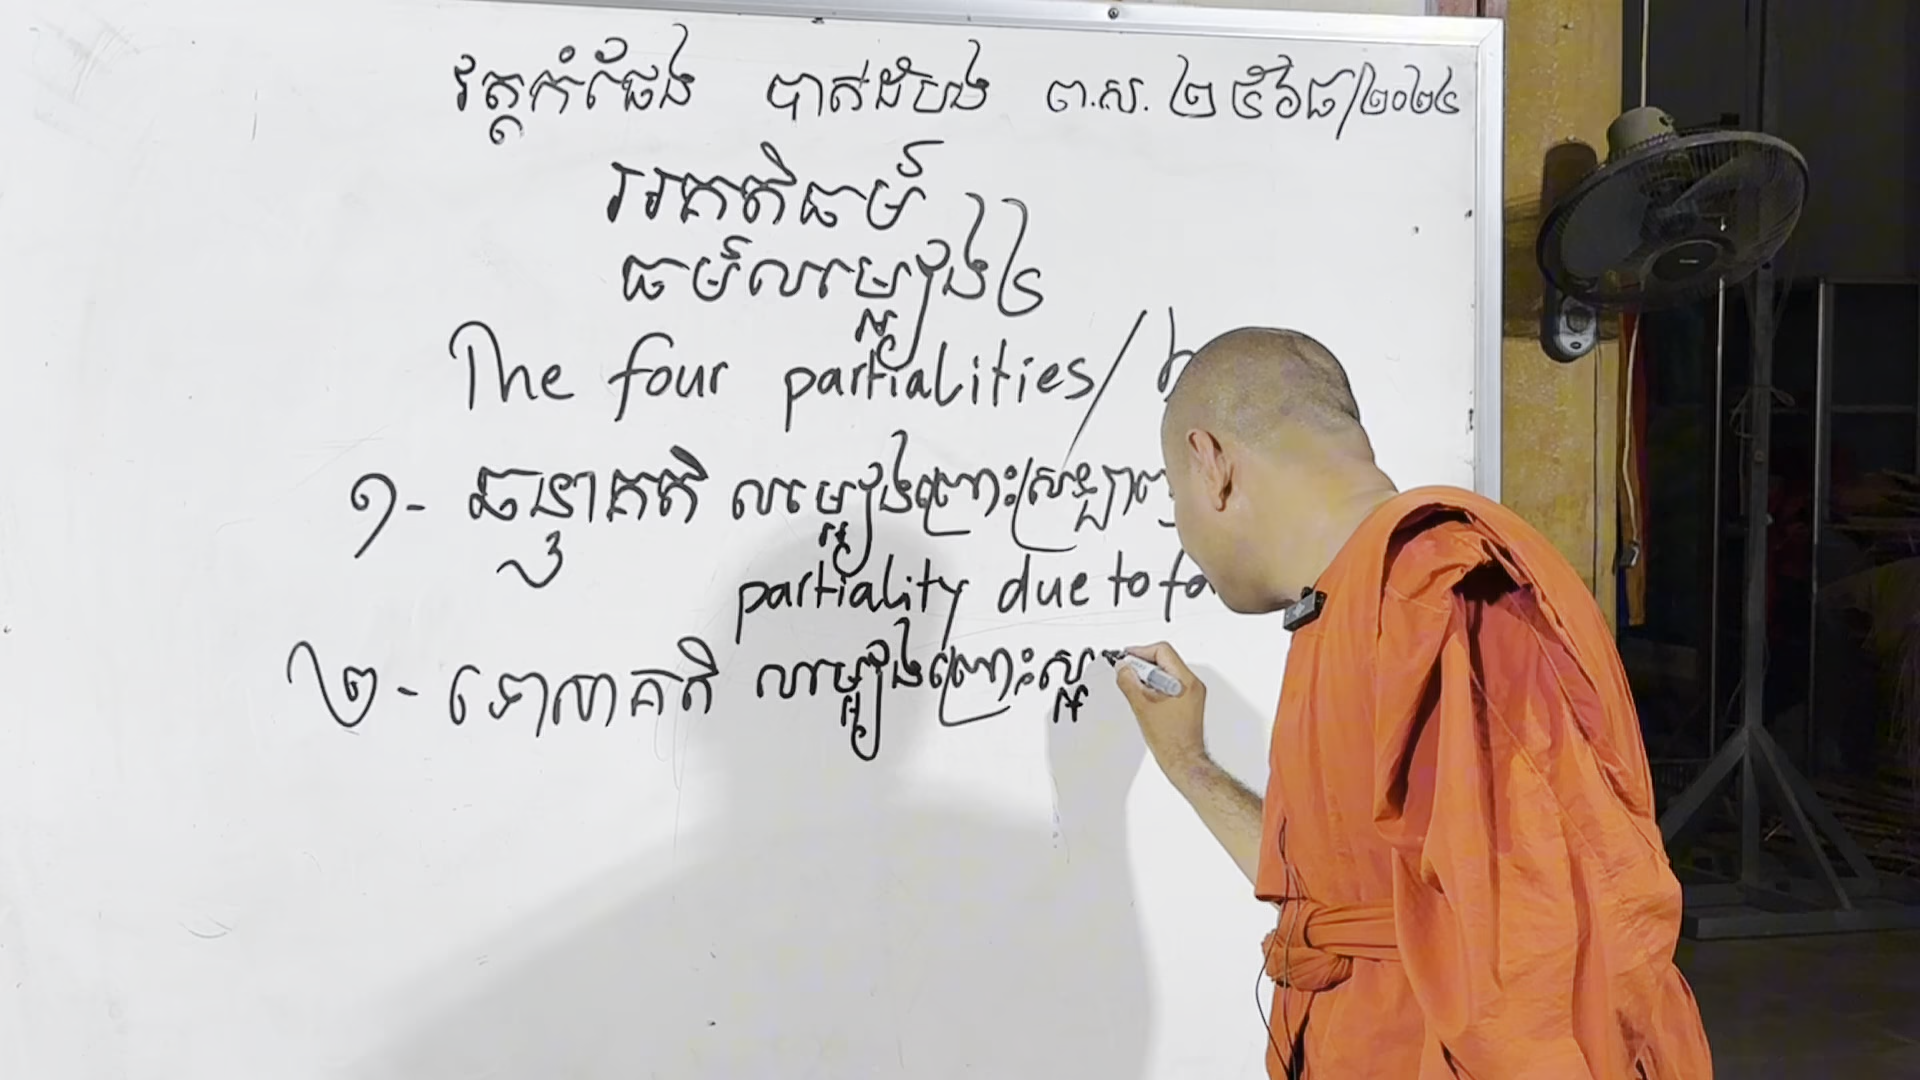 វត្តកំផែង បាត់ដំបង ព.ស. ២៥៦៨/២០២៤
អគតិធម៌
ធម៌លម្អៀង៤
The four partialities/
១- ឆន្ទាគតិ លម្អៀងព្រោះស្រឡាញ់
partiality due to
២- ទោសាគតិ លម្អៀងព្រោះស្អ